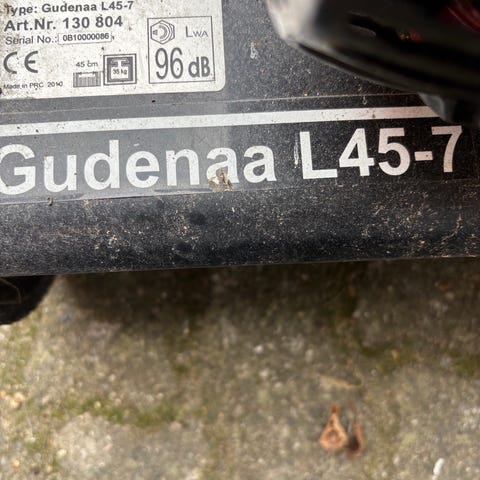 Type: Gudenaa L45-7
Art.Nr. 130 804
Serial No.: 0B10000086
CE
45 cm
35 kg
LWA
96 dB
Made in PRC 2010
Gudenaa L45-7